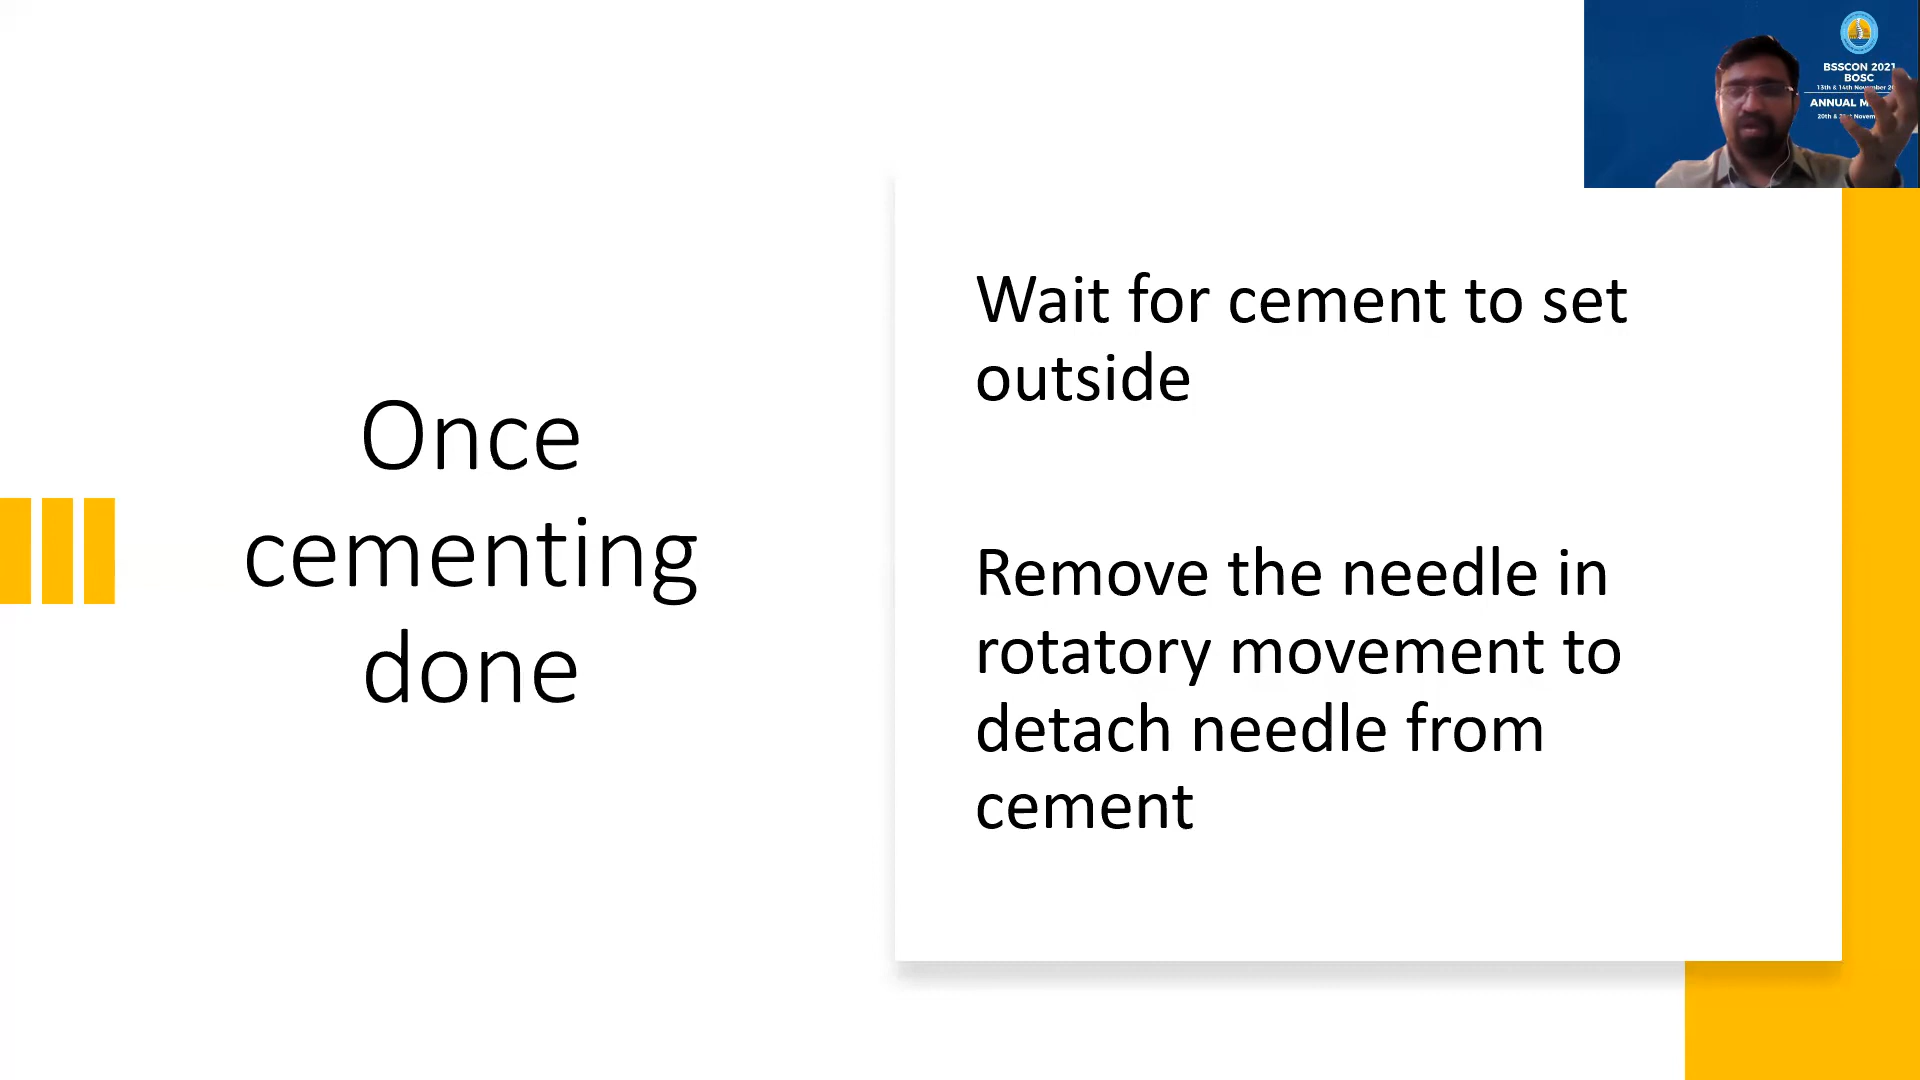 BSSCON 2021
BOSC
13th & 14th November 20
ANNUAL M
20th & Novem
Once
cementing
done
Wait for cement to set
outside
Remove the needle in
rotatory movement to
detach needle from
cement